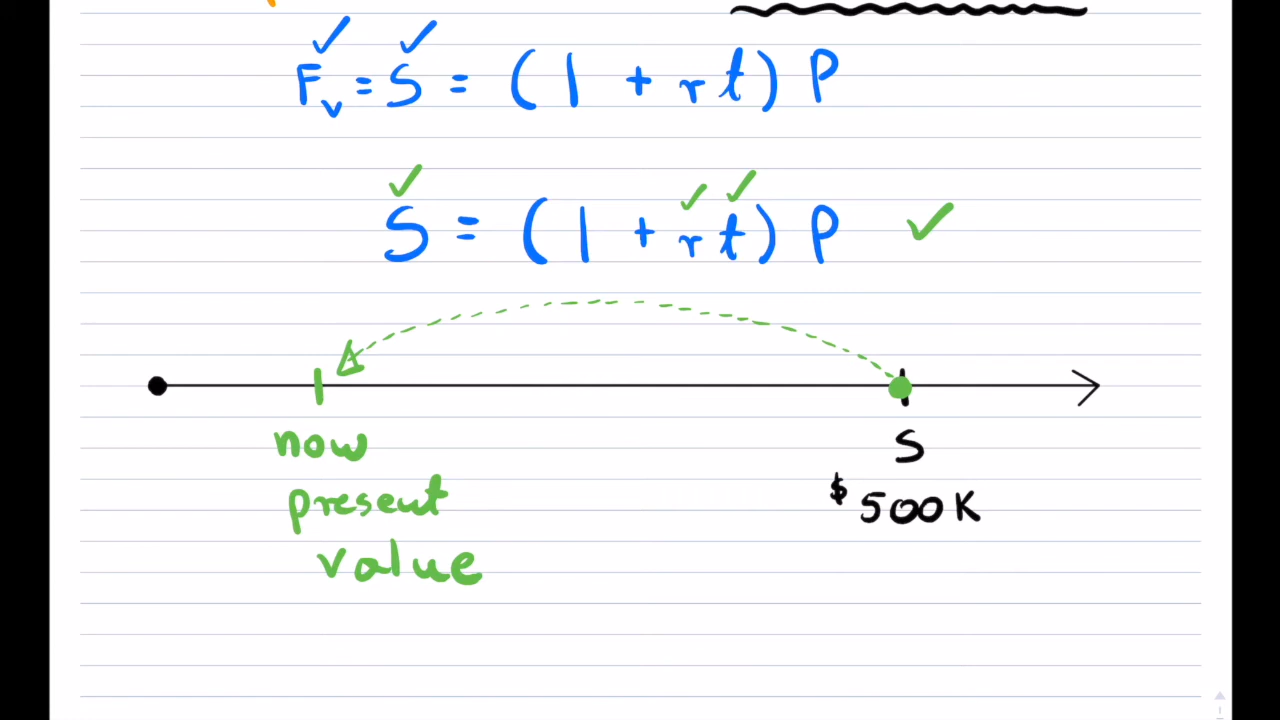 Fv = S = (1 + rt) P
S = (1 + rt) P
now
present
value
S
$500K